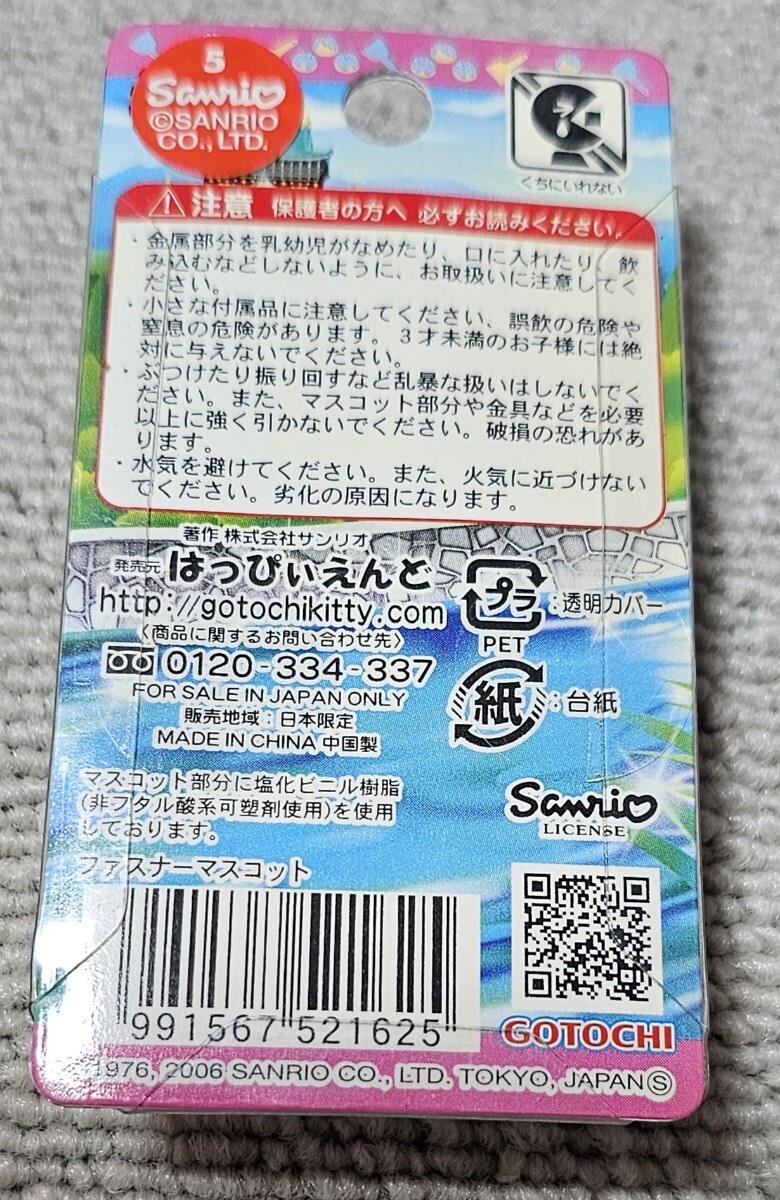 5
Sanrio
©SANRIO
CO., LTD.
くちにいれない
注意 保護者の方へ 必ずお読みください。
・金属部分を乳幼児がなめたり、口に入れたり、飲
み込むなどしないように、お取扱いに注意してく
ださい。
・小さな付属品に注意してください、誤飲の危険や
窒息の危険があります。3才未満のお子様には絶
対に与えないでください。
・ぶつけたり振り回すなど乱暴な扱いはしないでく
ださい。また、マスコット部分や金具などを必要
以上に強く引かないでください。破損の恐れがあ
ります。
・水気を避けてください。また、火気に近づけない
でください。劣化の原因になります。
著作 株式会社サンリオ
発売元 はっぴぃえんど
http://gotochikitty.com
〈商品に関するお問い合わせ先〉
0120-334-337
FOR SALE IN JAPAN ONLY
販売地域：日本限定
MADE IN CHINA 中国製
プラ：透明カバー
PET
紙：台紙
マスコット部分に塩化ビニル樹脂
(非フタル酸系可塑剤使用)を使用
しております。
ファスナーマスコット
Sanrio
LICENSE
991567 521625
GOTOCHI
1976, 2006 SANRIO CO., LTD. TOKYO, JAPAN Ⓢ